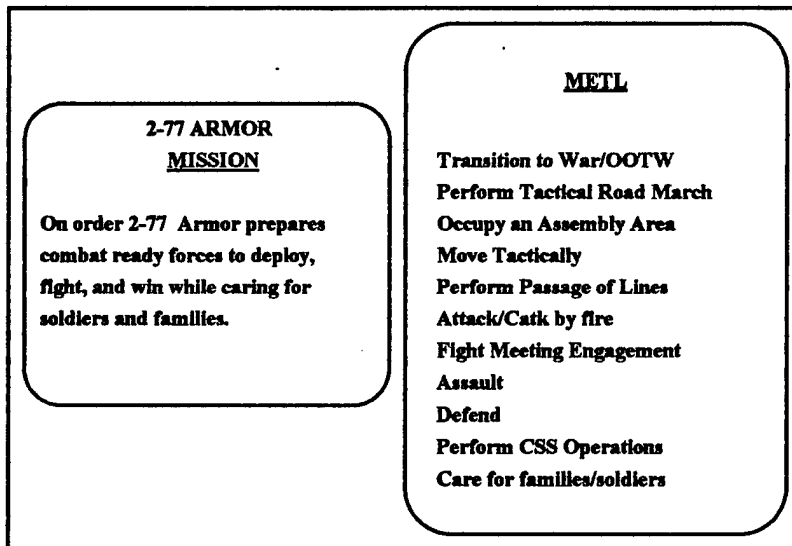 2-77 ARMOR
MISSION
On order 2-77 Armor prepares
combat ready forces to deploy,
fight, and win while caring for
soldiers and families.
METL
Transition to War/OOTW
Perform Tactical Road March
Occupy an Assembly Area
Move Tactically
Perform Passage of Lines
Attack/Catk by fire
Fight Meeting Engagement
Assault
Defend
Perform CSS Operations
Care for families/soldiers